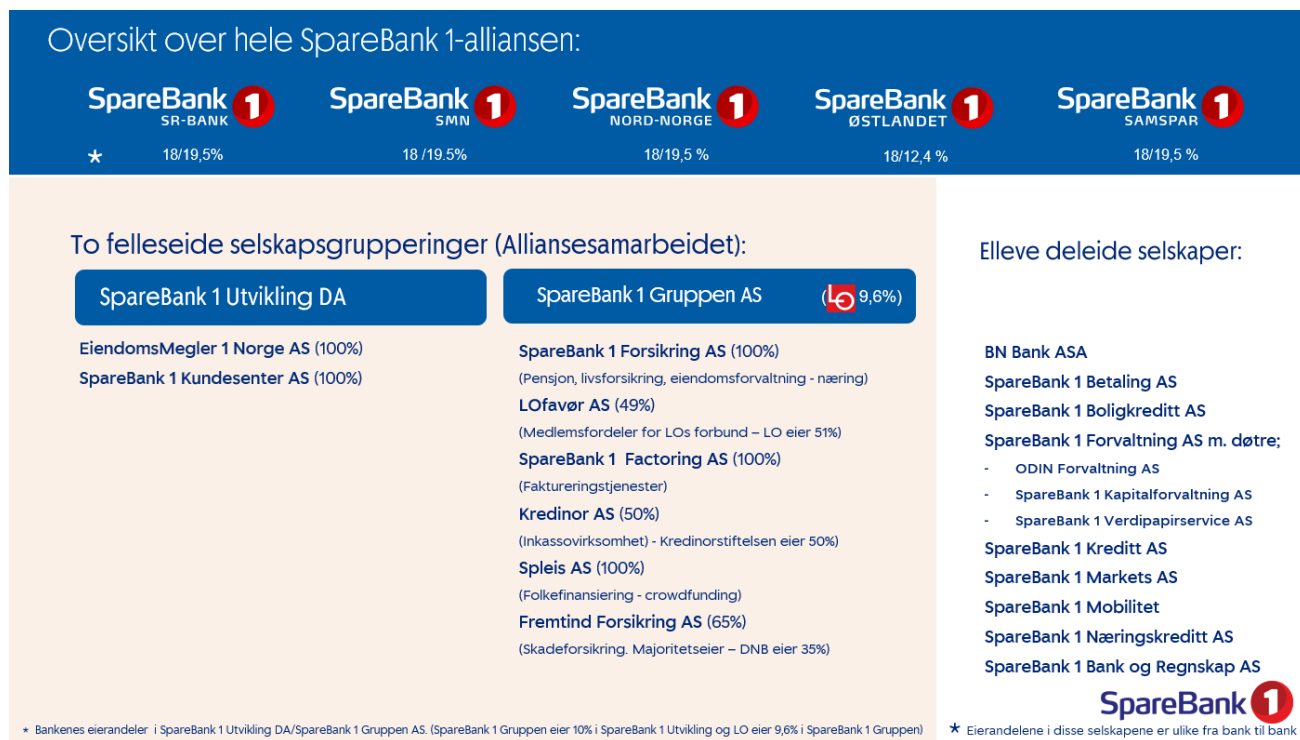 Oversikt over hele SpareBank 1-alliansen:
SpareBank 1
SR-BANK
SpareBank 1
SMN
SpareBank 1
NORD-NORGE
SpareBank 1
ØSTLANDET
SpareBank 1
SAMSPAR
* 18/19,5% 18 /19.5% 18/19,5 % 18/12,4 % 18/19,5 %
To felleseide selskapsgrupperinger (Alliansesamarbeidet):
SpareBank 1 Utvikling DA
EiendomsMegler 1 Norge AS (100%)
SpareBank 1 Kundesenter AS (100%)
SpareBank 1 Gruppen AS (LO 9,6%)
SpareBank 1 Forsikring AS (100%)
(Pensjon, livsforsikring, eiendomsforvaltning - næring)
LOfavør AS (49%)
(Medlemsfordeler for LOs forbund – LO eier 51%)
SpareBank 1 Factoring AS (100%)
(Faktureringstjenester)
Kredinor AS (50%)
(Inkassovirksomhet) - Kredinorstiftelsen eier 50%)
Spleis AS (100%)
(Folkefinansiering - crowdfunding)
Fremtind Forsikring AS (65%)
(Skadeforsikring. Majoritetseier – DNB eier 35%)
* Bankenes eierandeler i SpareBank 1 Utvikling DA/SpareBank 1 Gruppen AS. (SpareBank 1 Gruppen eier 10% i SpareBank 1 Utvikling og LO eier 9,6% i SpareBank 1 Gruppen)
Elleve deleide selskaper:
BN Bank ASA
SpareBank 1 Betaling AS
SpareBank 1 Boligkreditt AS
SpareBank 1 Forvaltning AS m. døtre;
- ODIN Forvaltning AS
- SpareBank 1 Kapitalforvaltning AS
- SpareBank 1 Verdipapirservice AS
SpareBank 1 Kreditt AS
SpareBank 1 Markets AS
SpareBank 1 Mobilitet
SpareBank 1 Næringskreditt AS
SpareBank 1 Bank og Regnskap AS
SpareBank 1
* Eierandelene i disse selskapene er ulike fra bank til bank